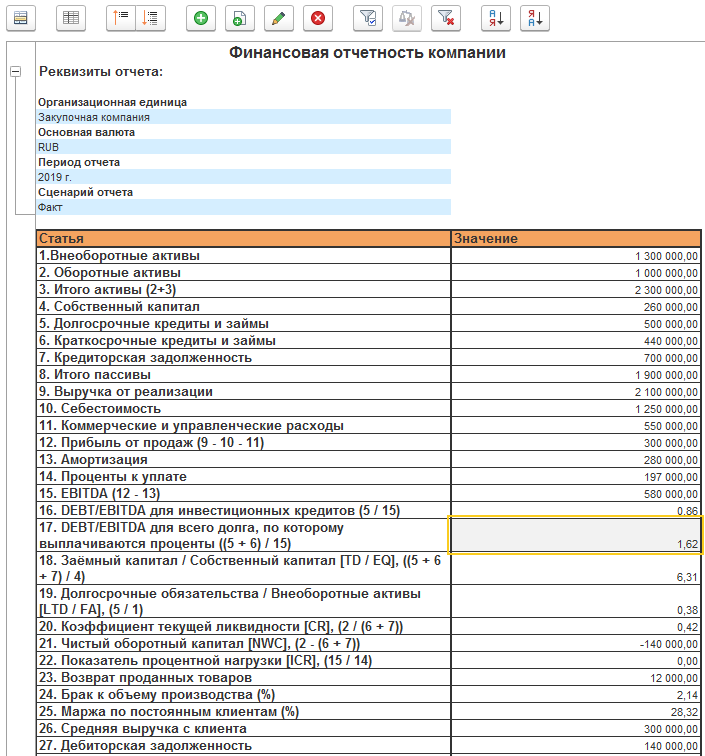 Финансовая отчетность компании
Реквизиты отчета:
Организационная единица
Закупочная компания
Основная валюта
RUB
Период отчета
2019 г.
Сценарий отчета
Факт
Статья Значение
1.Внеоборотные активы 1 300 000,00
2. Оборотные активы 1 000 000,00
3. Итого активы (2+3) 2 300 000,00
4. Собственный капитал 260 000,00
5. Долгосрочные кредиты и займы 500 000,00
6. Краткосрочные кредиты и займы 440 000,00
7. Кредиторская задолженность 700 000,00
8. Итого пассивы 1 900 000,00
9. Выручка от реализации 2 100 000,00
10. Себестоимость 1 250 000,00
11. Коммерческие и управленческие расходы 550 000,00
12. Прибыль от продаж (9 - 10 - 11) 300 000,00
13. Амортизация 280 000,00
14. Проценты к уплате 197 000,00
15. EBITDA (12 - 13) 580 000,00
16. DEBT/EBITDA для инвестиционных кредитов (5 / 15) 0,86
17. DEBT/EBITDA для всего долга, по которому
выплачиваются проценты ((5 + 6) / 15) 1,62
18. Заёмный капитал / Собственный капитал [TD / EQ], ((5 + 6
+ 7) / 4) 6,31
19. Долгосрочные обязательства / Внеоборотные активы
[LTD / FA], (5 / 1) 0,38
20. Коэффициент текущей ликвидности [CR], (2 / (6 + 7)) 0,42
21. Чистый оборотный капитал [NWC], (2 - (6 + 7)) -140 000,00
22. Показатель процентной нагрузки [ICR], (15 / 14) 0,00
23. Возврат проданных товаров 12 000,00
24. Брак к объему производства (%) 2,14
25. Маржа по постоянным клиентам (%) 28,32
26. Средняя выручка с клиента 300 000,00
27. Дебиторская задолженность 140 000,00